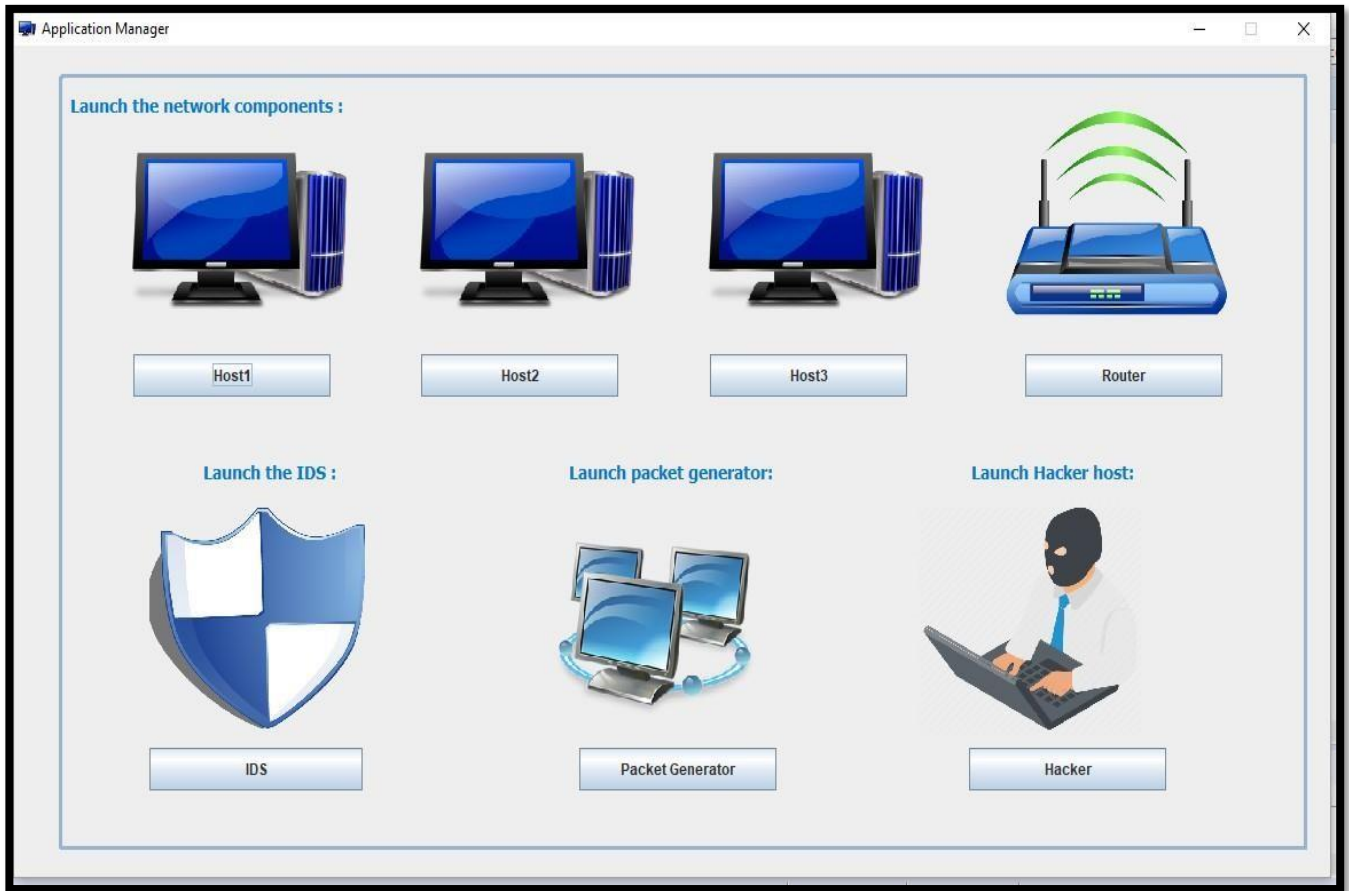 Application Manager
Launch the network components :
Host1
Host2
Host3
Router
Launch the IDS :
Launch packet generator:
Launch Hacker host:
IDS
Packet Generator
Hacker